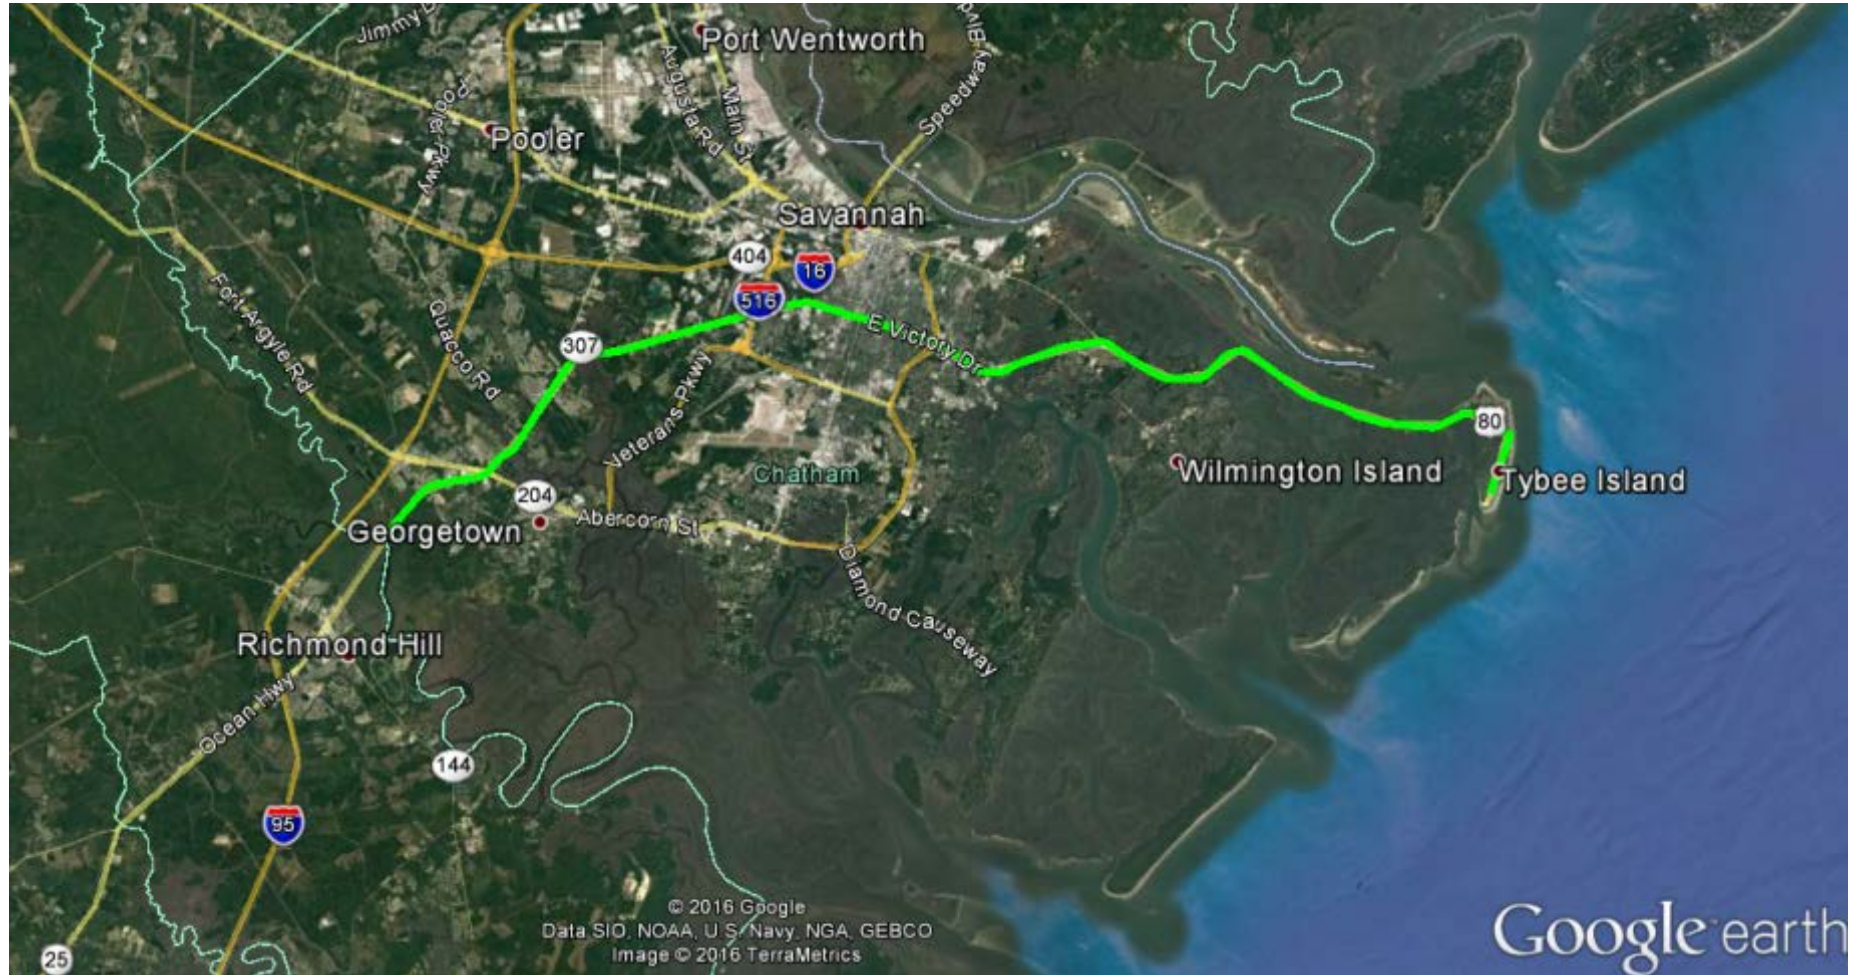 Jimmy D
Port Wentworth
Augusta Rd
Main St
Speedway Blvd
Pooler Pkwy
Pooler
Savannah
404
16
516
Fort Argyle Rd
Quacco Rd
307
E Victory Dr
Veterans Pkwy
80
Chatham
Wilmington Island
Tybee Island
204
Georgetown
Abercorn St
Diamond Causeway
Richmond Hill
Ocean Hwy
144
95
25
© 2016 Google
Data SIO, NOAA, U.S. Navy, NGA, GEBCO
Image © 2016 TerraMetrics
Google earth